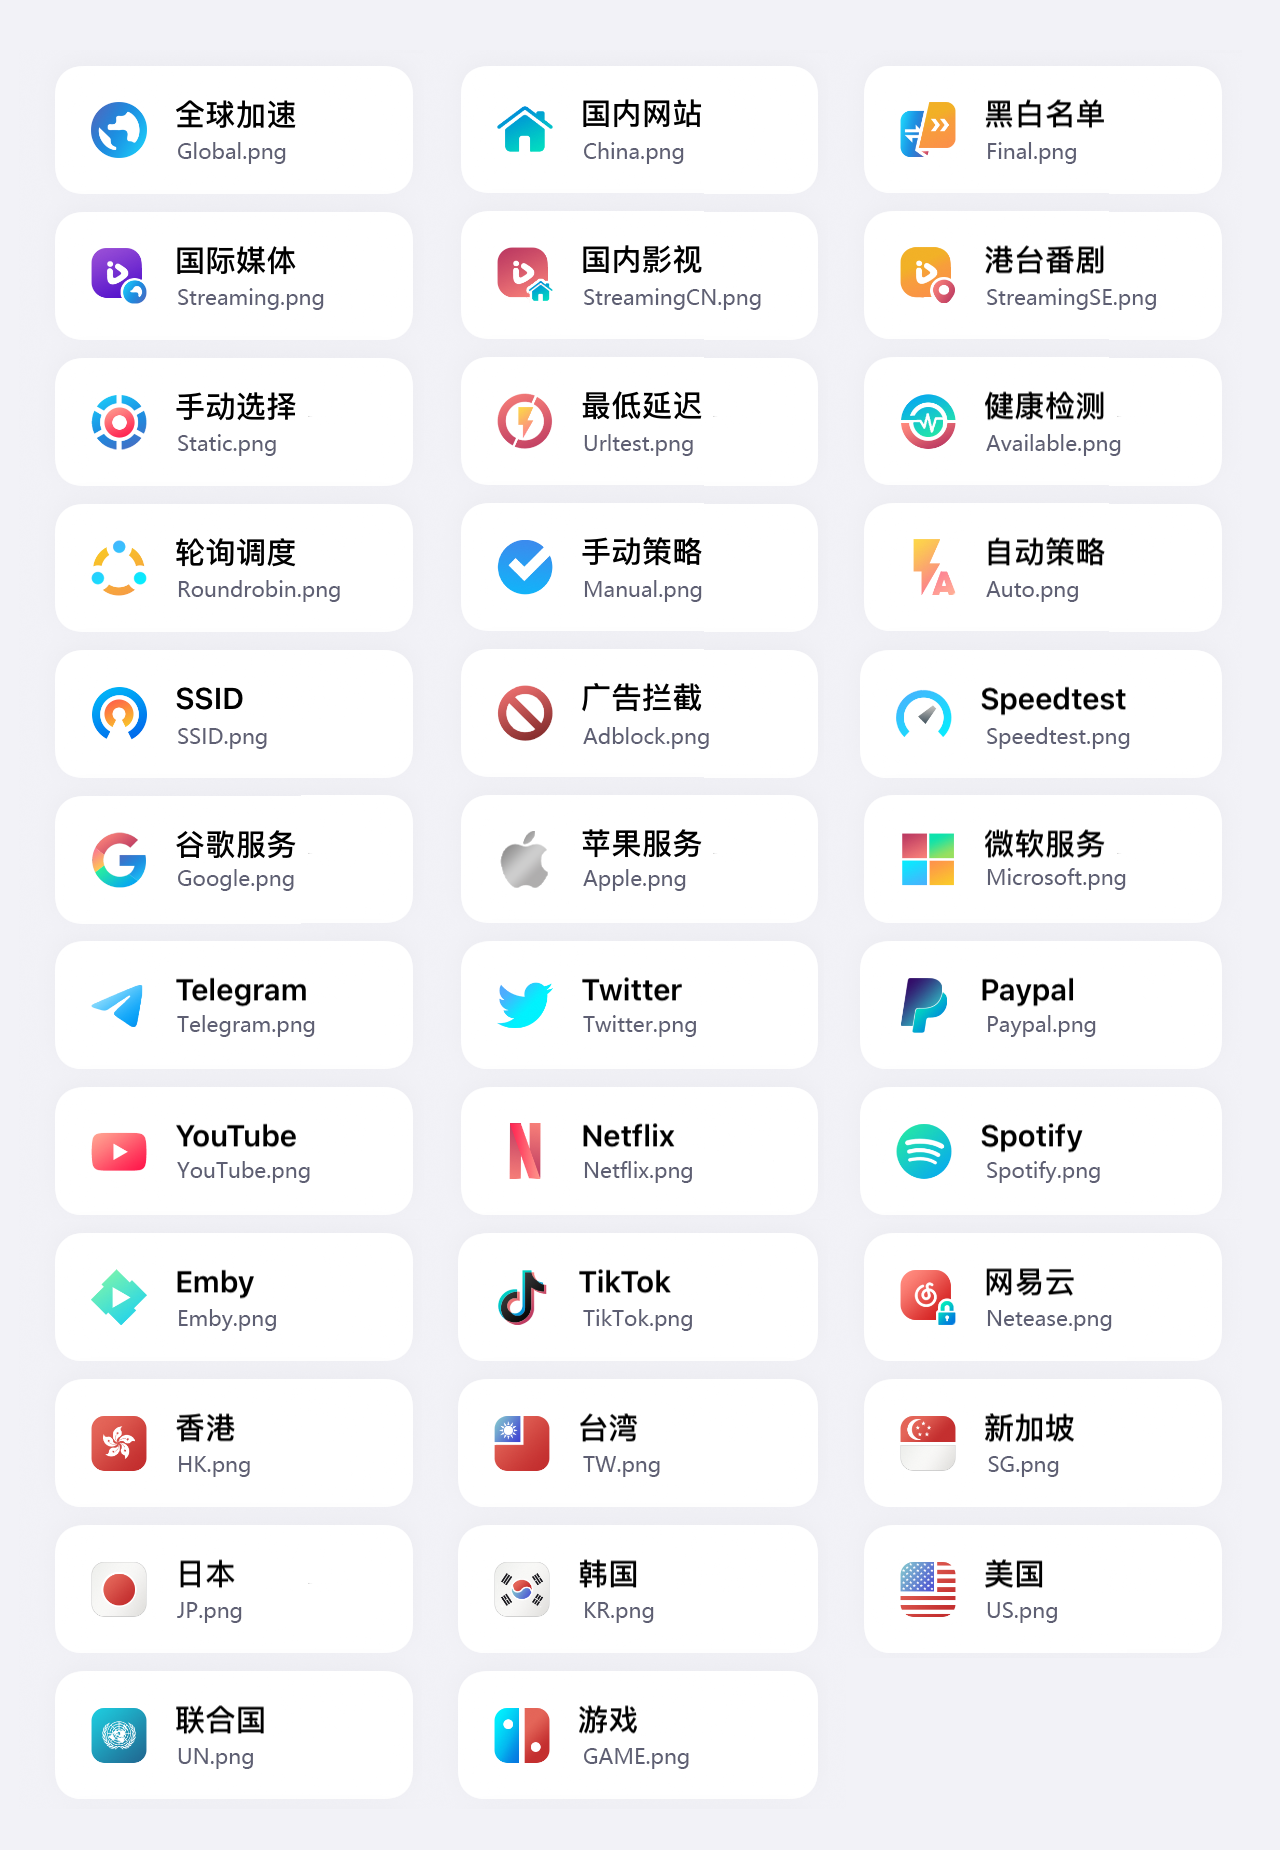 全球加速
Global.png
国内网站
China.png
黑白名单
Final.png
国际媒体
Streaming.png
国内影视
StreamingCN.png
港台番剧
StreamingSE.png
手动选择
Static.png
最低延迟
Urltest.png
健康检测
Available.png
轮询调度
Roundrobin.png
手动策略
Manual.png
自动策略
Auto.png
SSID
SSID.png
广告拦截
Adblock.png
Speedtest
Speedtest.png
谷歌服务
Google.png
苹果服务
Apple.png
微软服务
Microsoft.png
Telegram
Telegram.png
Twitter
Twitter.png
Paypal
Paypal.png
YouTube
YouTube.png
Netflix
Netflix.png
Spotify
Spotify.png
Emby
Emby.png
TikTok
TikTok.png
网易云
Netease.png
香港
HK.png
台湾
TW.png
新加坡
SG.png
日本
JP.png
韩国
KR.png
美国
US.png
联合国
UN.png
游戏
GAME.png